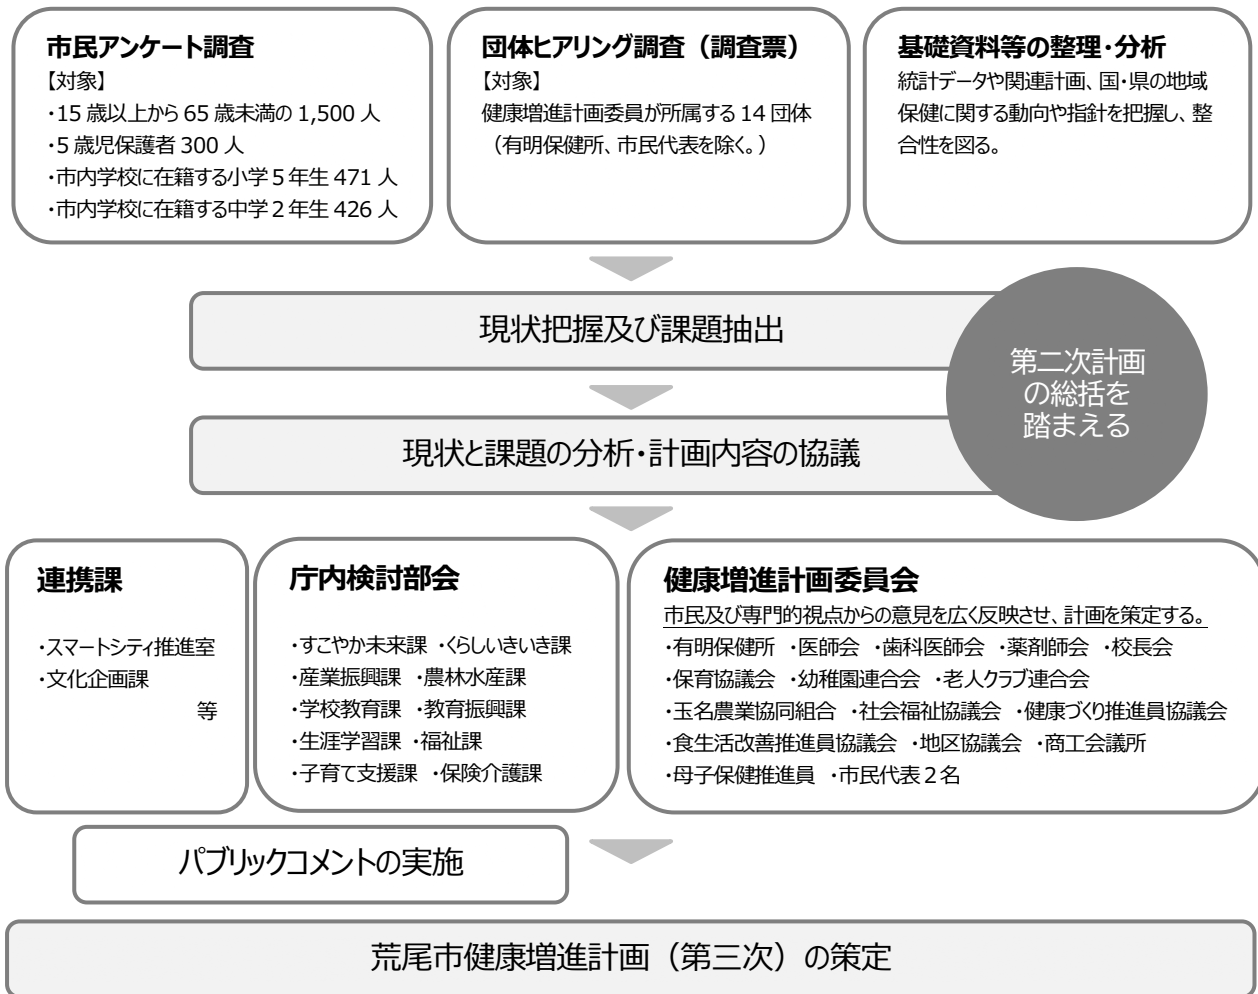 市民アンケート調査
【対象】
・15 歳以上から 65 歳未満の 1,500 人
・5 歳児保護者 300 人
・市内学校に在籍する小学 5 年生 471 人
・市内学校に在籍する中学 2 年生 426 人
団体ヒアリング調査（調査票）
【対象】
健康増進計画委員が所属する 14 団体
（有明保健所、市民代表を除く。）
基礎資料等の整理・分析
統計データや関連計画、国・県の地域
保健に関する動向や指針を把握し、整
合性を図る。
現状把握及び課題抽出
第二次計画
の総括を
踏まえる
現状と課題の分析・計画内容の協議
連携課
・スマートシティ推進室
・文化企画課
等
庁内検討部会
・すこやか未来課 ・くらしいきいき課
・産業振興課 ・農林水産課
・学校教育課 ・教育振興課
・生涯学習課 ・福祉課
・子育て支援課 ・保険介護課
健康増進計画委員会
市民及び専門的視点からの意見を広く反映させ、計画を策定する。
・有明保健所 ・医師会 ・歯科医師会 ・薬剤師会 ・校長会
・保育協議会 ・幼稚園連合会 ・老人クラブ連合会
・玉名農業協同組合 ・社会福祉協議会 ・健康づくり推進員協議会
・食生活改善推進員協議会 ・地区協議会 ・商工会議所
・母子保健推進員 ・市民代表 2 名
パブリックコメントの実施
荒尾市健康増進計画（第三次）の策定